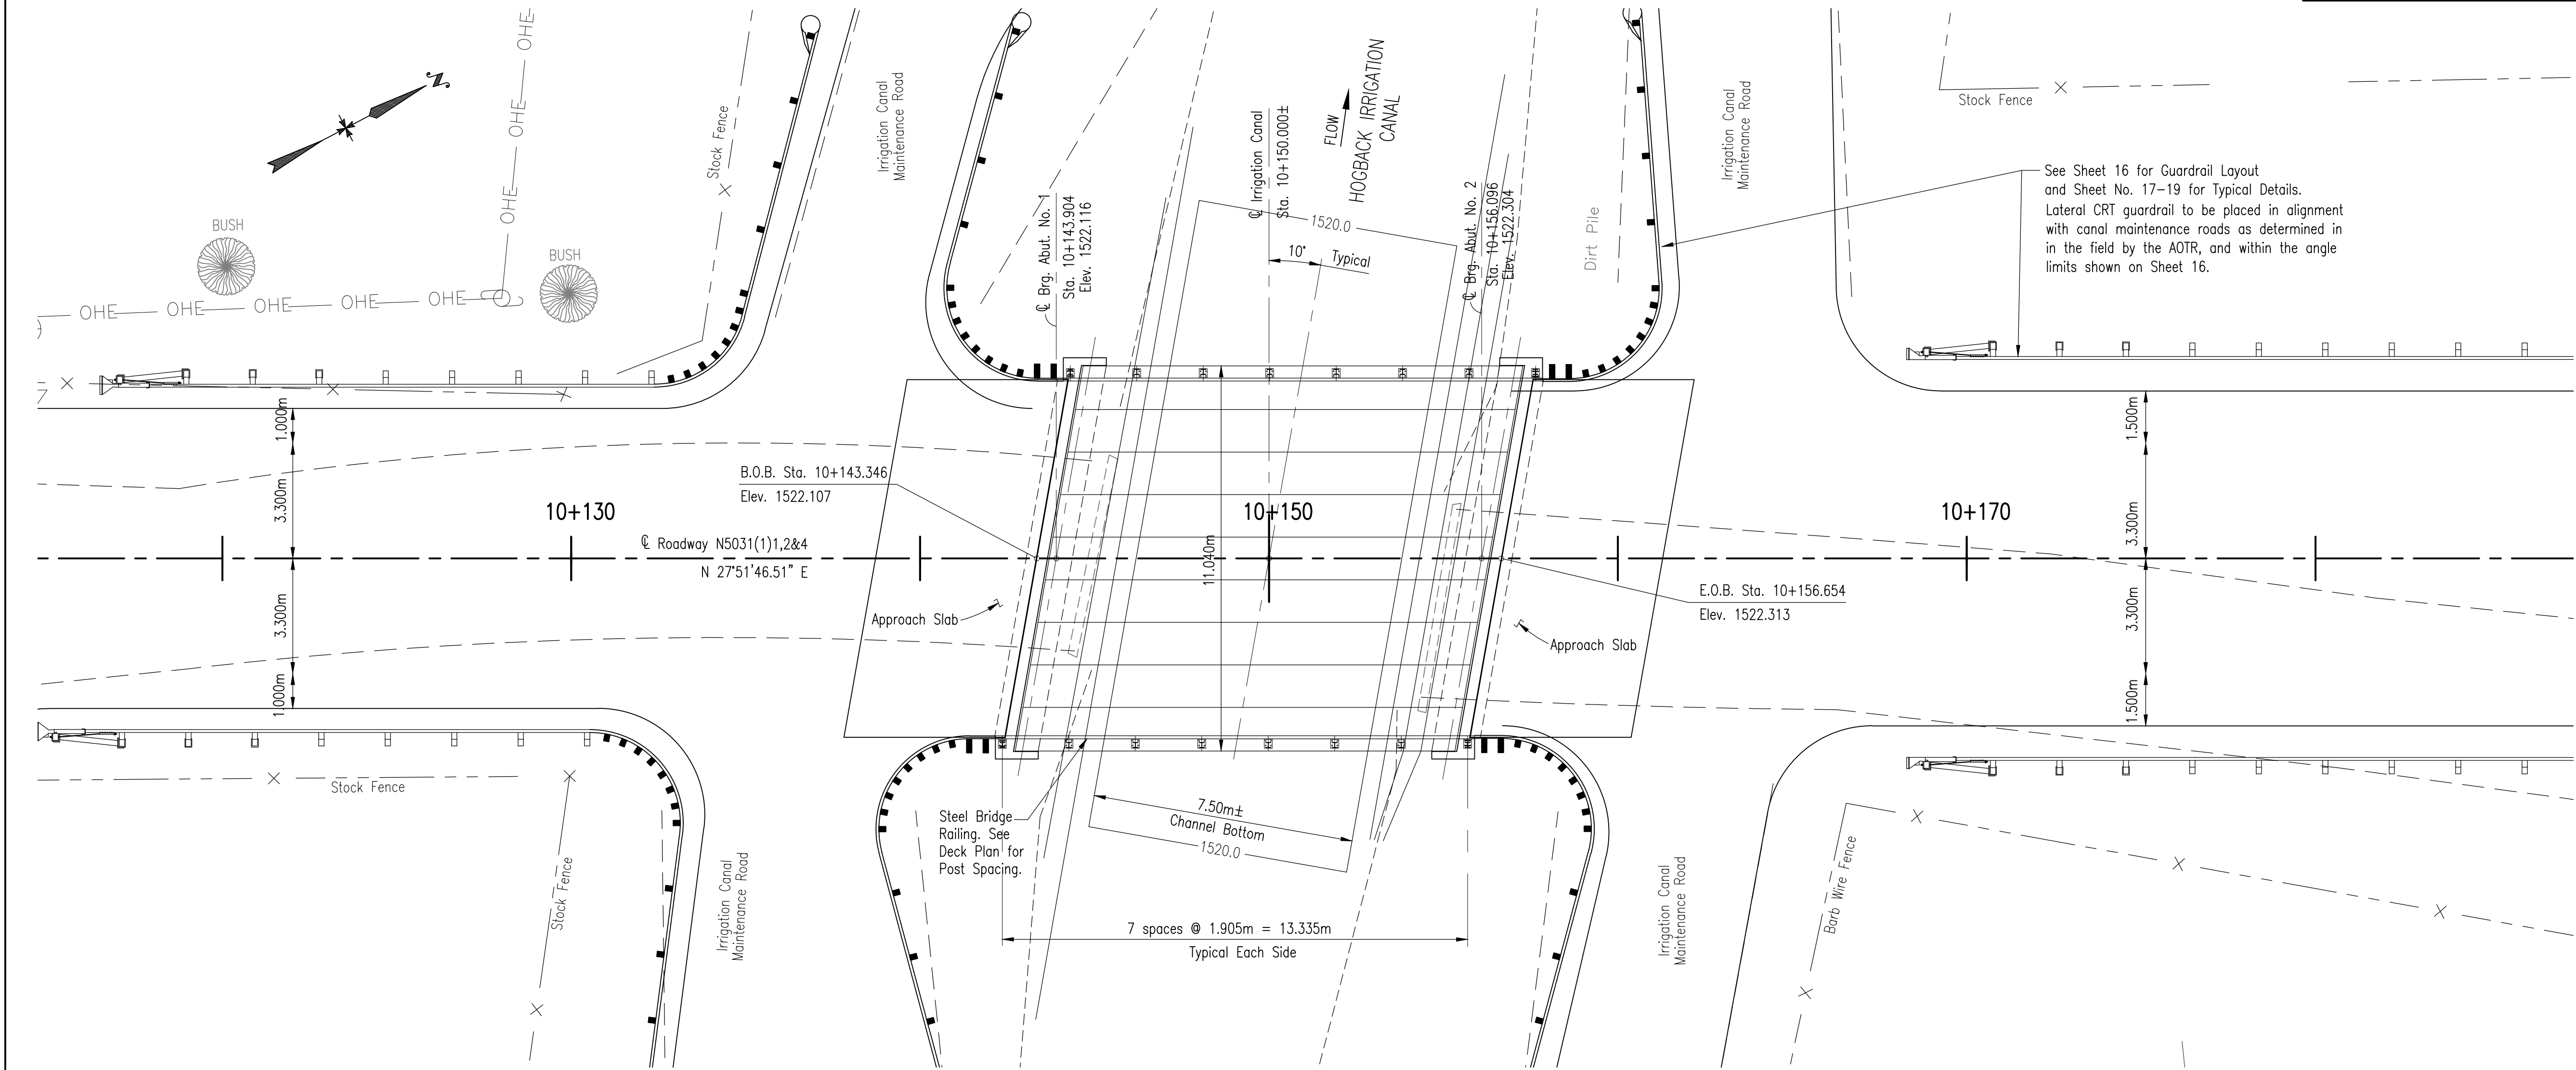 Z
OHE
OHE
OHE
OHE
OHE OHE OHE OHE OHE
BUSH
BUSH
Stock Fence
X
Irrigation Canal
Maintenance Road
℄ Brg. Abut. No. 1
Sta. 10+143.904
Elev. 1522.116
℄ Irrigation Canal
Sta. 10+150.000±
FLOW
HOGBACK IRRIGATION
CANAL
1520.0
10° Typical
℄ Brg. Abut. No. 2
Sta. 10+156.096
Elev. 1522.304
Dirt Pile
Irrigation Canal
Maintenance Road
Stock Fence
X
See Sheet 16 for Guardrail Layout
and Sheet No. 17-19 for Typical Details.
Lateral CRT guardrail to be placed in alignment
with canal maintenance roads as determined in
in the field by the AOTR, and within the angle
limits shown on Sheet 16.
X X X
1.000m
3.300m
3.300m
1.000m
B.O.B. Sta. 10+143.346
Elev. 1522.107
10+130
10+150
10+170
℄ Roadway N5031(1)1,2&4
N 27°51'46.51" E
11.040m
Approach Slab
E.O.B. Sta. 10+156.654
Elev. 1522.313
Approach Slab
1.500m
3.300m
3.300m
1.500m
X
Stock Fence
X
Stock Fence
X
Irrigation Canal
Maintenance Road
Steel Bridge
Railing. See
Deck Plan for
Post Spacing.
7.50m±
Channel Bottom
1520.0
7 spaces @ 1.905m = 13.335m
Typical Each Side
Irrigation Canal
Maintenance Road
Barb Wire Fence
X
X
X
X